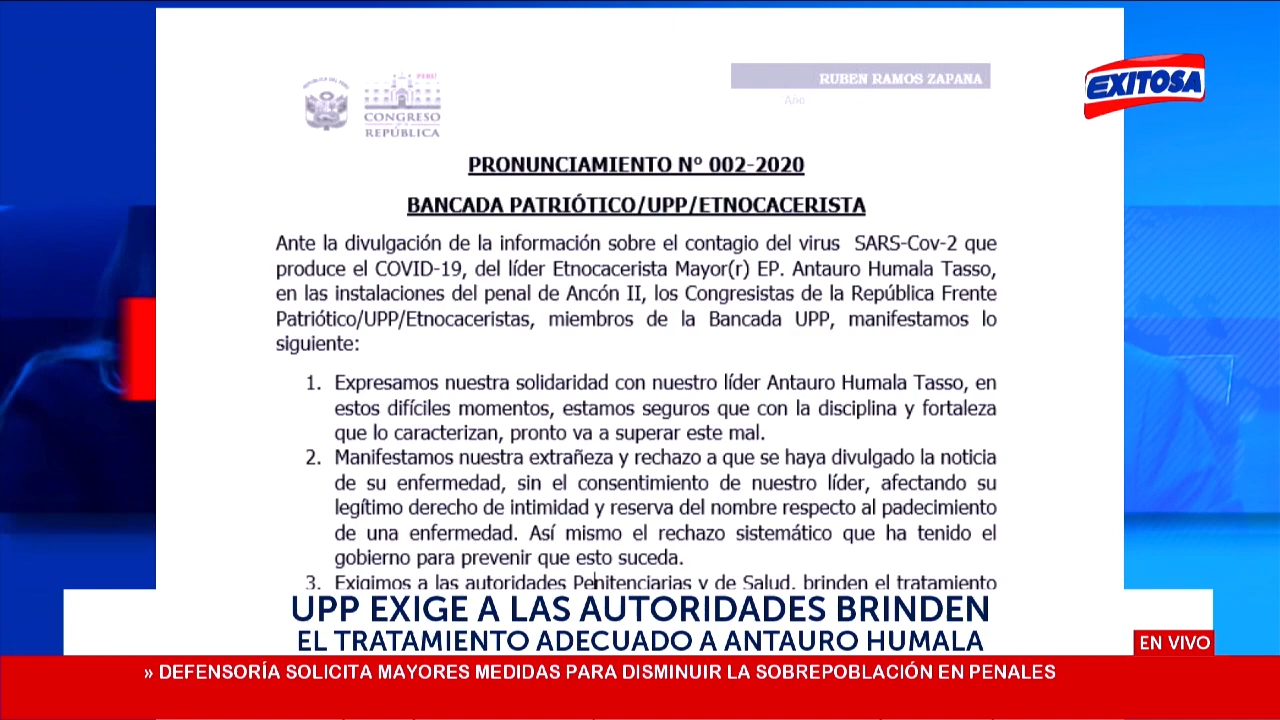 REPÚBLICA DEL PERÚ
PERÚ
CONGRESO
REPÚBLICA
RUBEN RAMOS ZAPANA
EXITOSA
PRONUNCIAMIENTO N° 002-2020
BANCADA PATRIÓTICO/UPP/ETNOCACERISTA
Ante la divulgación de la información sobre el contagio del virus SARS-Cov-2 que
produce el COVID-19, del líder Etnocacerista Mayor(r) EP. Antauro Humala Tasso,
en las instalaciones del penal de Ancón II, los Congresistas de la República Frente
Patriótico/UPP/Etnocaceristas, miembros de la Bancada UPP, manifestamos lo
siguiente:
1. Expresamos nuestra solidaridad con nuestro líder Antauro Humala Tasso, en
estos difíciles momentos, estamos seguros que con la disciplina y fortaleza
que lo caracterizan, pronto va a superar este mal.
2. Manifestamos nuestra extrañeza y rechazo a que se haya divulgado la noticia
de su enfermedad, sin el consentimiento de nuestro líder, afectando su
legítimo derecho de intimidad y reserva del nombre respecto al padecimiento
de una enfermedad. Así mismo el rechazo sistemático que ha tenido el
gobierno para prevenir que esto suceda.
3. Exigimos a las autoridades Penitenciarias y de Salud, brinden el tratamiento
UPP EXIGE A LAS AUTORIDADES BRINDEN
EL TRATAMIENTO ADECUADO A ANTAURO HUMALA
EN VIVO
» DEFENSORÍA SOLICITA MAYORES MEDIDAS PARA DISMINUIR LA SOBREPOBLACIÓN EN PENALES